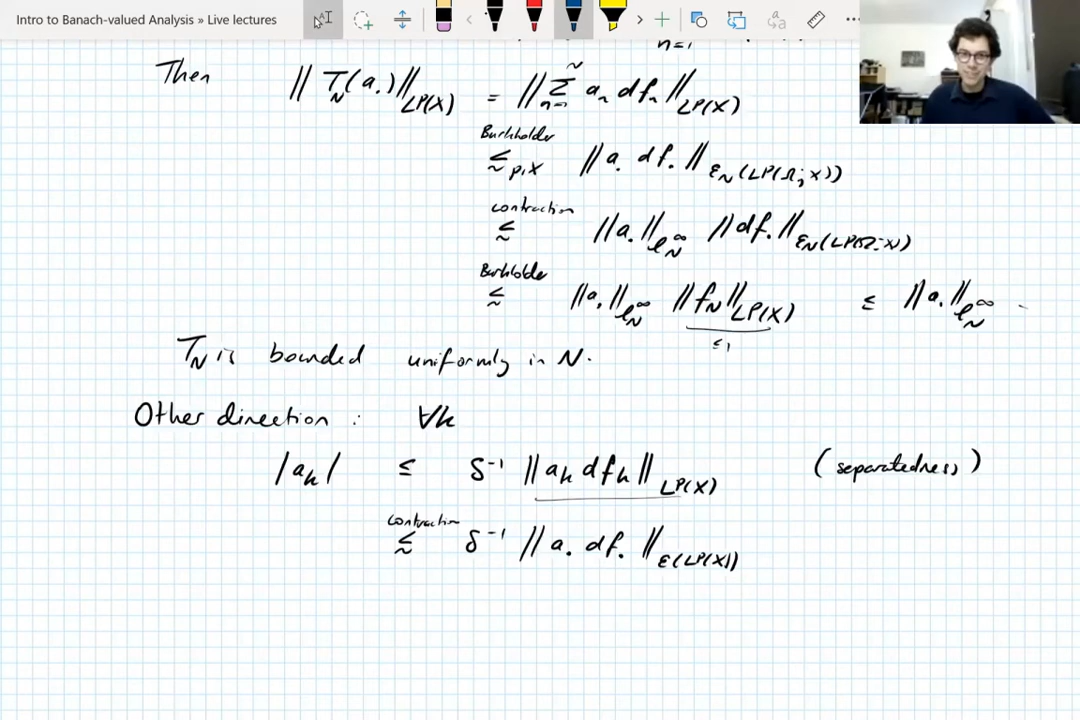 Intro to Banach-valued Analysis » Live lectures
n=1
Then ‖ T_N(a.) ‖_{L^p(X)} = ‖ Σ_{n=1}^{N} a_n df_n ‖_{L^p(X)}
Burkholder
≲_{p,X} ‖ a. df. ‖_{ε_N(L^p(Ω;X))}
contraction
≲ ‖a.‖_{ℓ^∞_N} ‖df.‖_{ε_N(L^p(Ω;X))}
Burkholder
≲ ‖a.‖_{ℓ^∞_N} ‖f_N‖_{L^p(X)} ≤ ‖a.‖_{ℓ^∞_N}
≤ 1
T_N is bounded uniformly in N.
Other direction : ∀k
|a_k| ≤ δ^{-1} ‖ a_k df_k ‖_{L^p(X)} (separatedness)
contraction
≲ δ^{-1} ‖ a. df. ‖_{ε(L^p(X))}